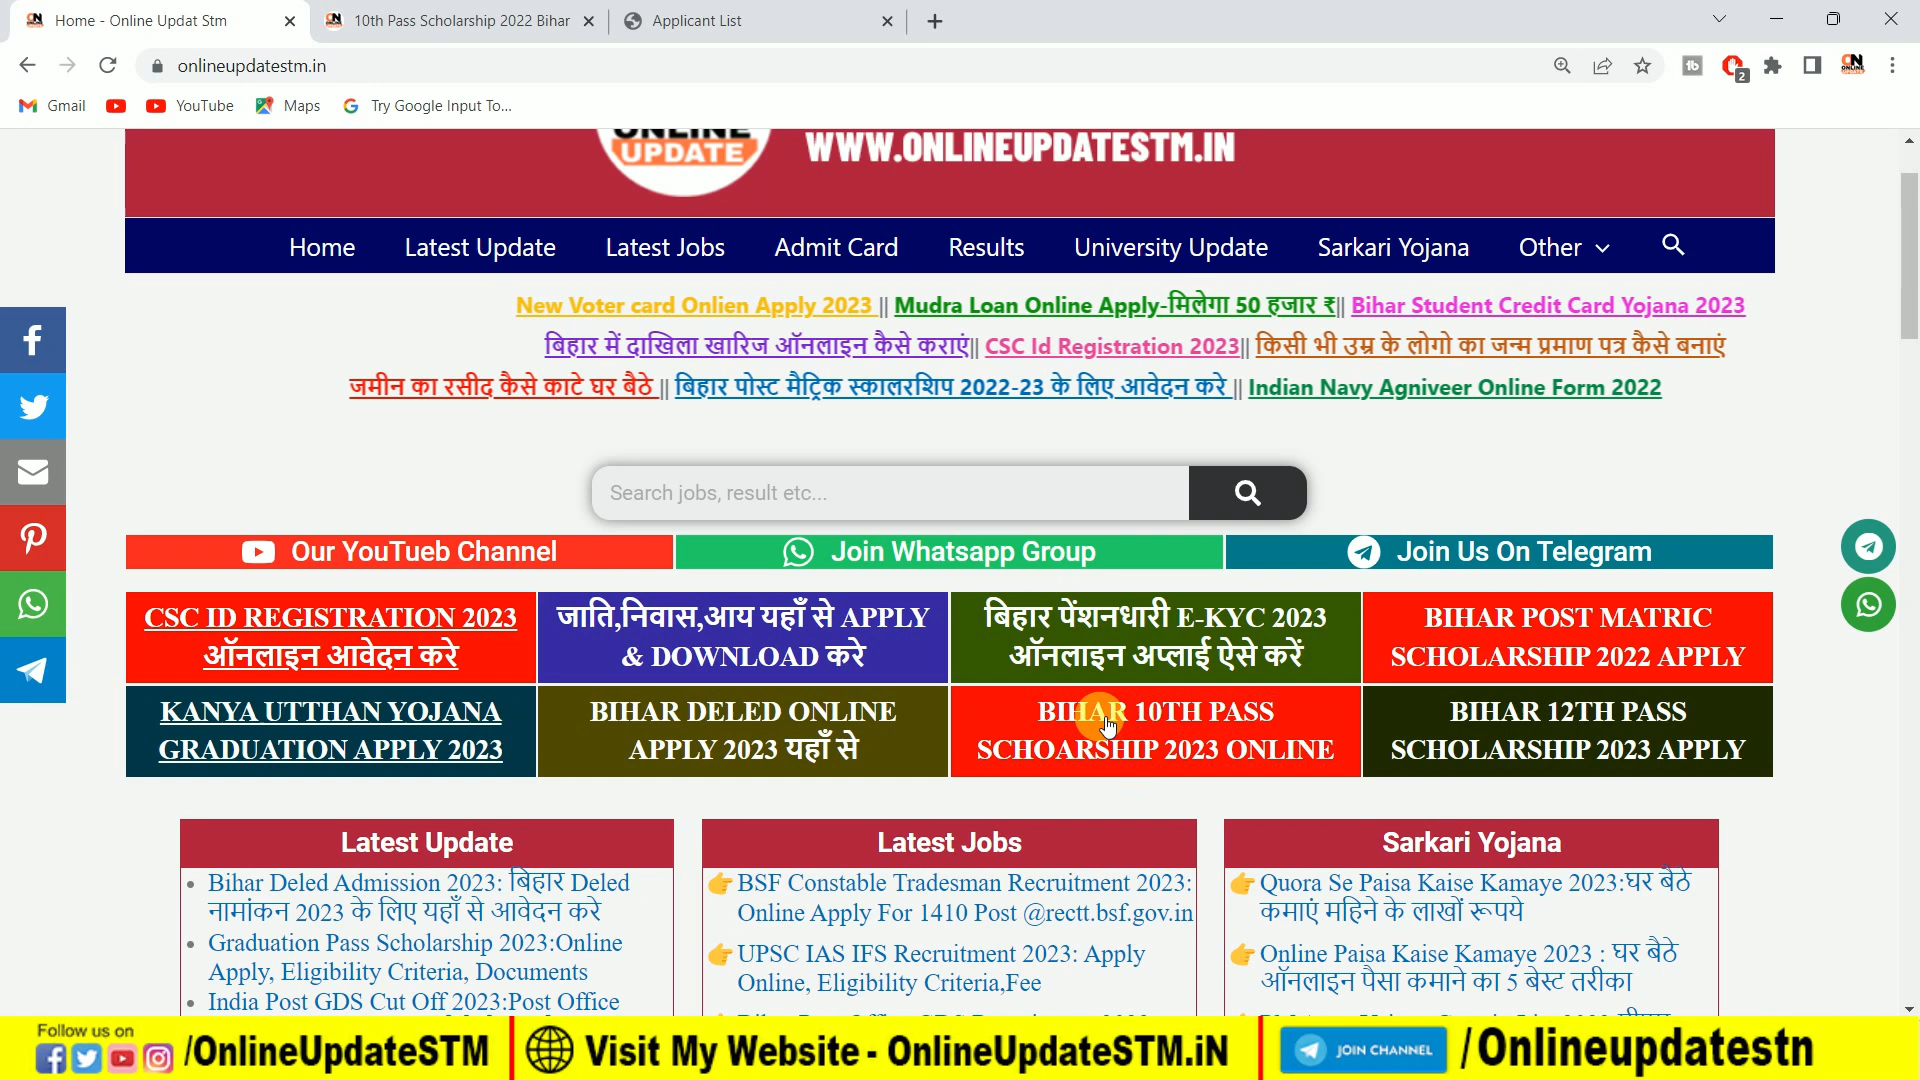 Home - Online Updat Stm
10th Pass Scholarship 2022 Bihar
Applicant List
onlineupdatestm.in
2
Gmail
YouTube
Maps
Try Google Input To...
ONLINE
UPDATE
WWW.ONLINEUPDATESTM.IN
Home Latest Update Latest Jobs Admit Card Results University Update Sarkari Yojana Other
New Voter card Onlien Apply 2023 || Mudra Loan Online Apply-मिलेगा 50 हजार ₹|| Bihar Student Credit Card Yojana 2023
बिहार में दाखिला खारिज ऑनलाइन कैसे कराएं|| CSC Id Registration 2023|| किसी भी उम्र के लोगो का जन्म प्रमाण पत्र कैसे बनाएं
जमीन का रसीद कैसे काटे घर बैठे || बिहार पोस्ट मैट्रिक स्कालरशिप 2022-23 के लिए आवेदन करे || Indian Navy Agniveer Online Form 2022
Search jobs, result etc...
Our YouTueb Channel
Join Whatsapp Group
Join Us On Telegram
CSC ID REGISTRATION 2023
ऑनलाइन आवेदन करे
जाति,निवास,आय यहाँ से APPLY
& DOWNLOAD करे
बिहार पेंशनधारी E-KYC 2023
ऑनलाइन अप्लाई ऐसे करें
BIHAR POST MATRIC
SCHOLARSHIP 2022 APPLY
KANYA UTTHAN YOJANA
GRADUATION APPLY 2023
BIHAR DELED ONLINE
APPLY 2023 यहाँ से
BIHAR 10TH PASS
SCHOARSHIP 2023 ONLINE
BIHAR 12TH PASS
SCHOLARSHIP 2023 APPLY
Latest Update
Bihar Deled Admission 2023: बिहार Deled
नामांकन 2023 के लिए यहाँ से आवेदन करे
Graduation Pass Scholarship 2023:Online
Apply, Eligibility Criteria, Documents
India Post GDS Cut Off 2023:Post Office
Latest Jobs
BSF Constable Tradesman Recruitment 2023:
Online Apply For 1410 Post @rectt.bsf.gov.in
UPSC IAS IFS Recruitment 2023: Apply
Online, Eligibility Criteria,Fee
Sarkari Yojana
Quora Se Paisa Kaise Kamaye 2023:घर बैठे
कमाएं महिने के लाखों रूपये
Online Paisa Kaise Kamaye 2023 : घर बैठे
ऑनलाइन पैसा कमाने का 5 बेस्ट तरीका
Follow us on
/OnlineUpdateSTM
Visit My Website - OnlineUpdateSTM.iN
JOIN CHANNEL
/Onlineupdatestn